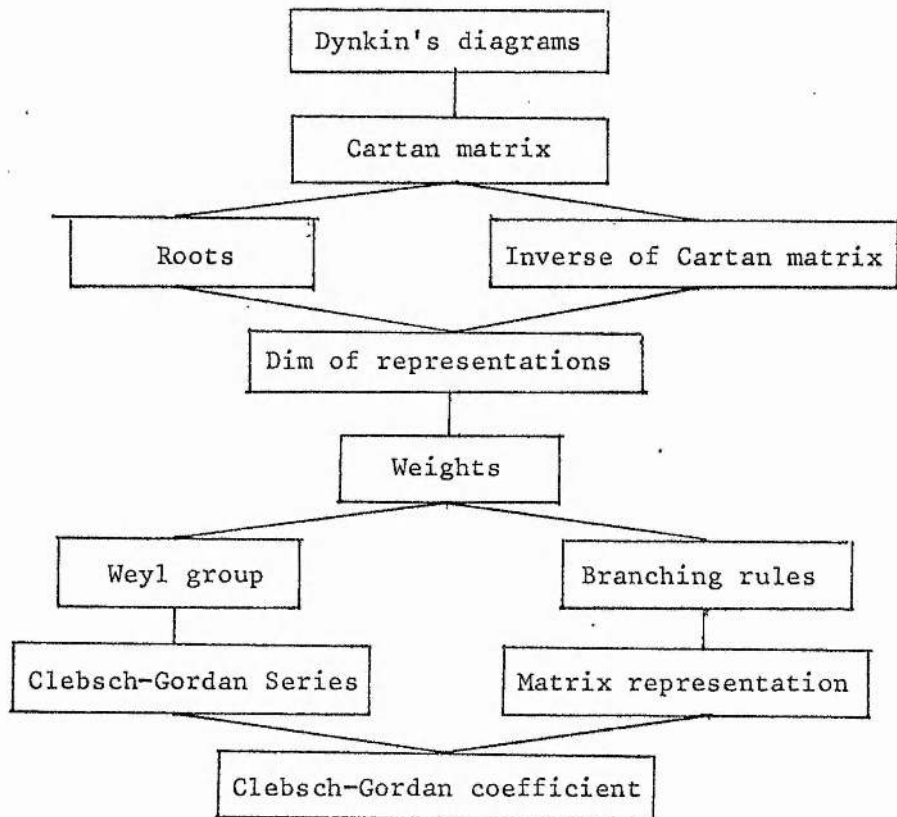 Dynkin's diagrams
Cartan matrix
Roots
Inverse of Cartan matrix
Dim of representations
Weights
Weyl group
Branching rules
Clebsch-Gordan Series
Matrix representation
Clebsch-Gordan coefficient